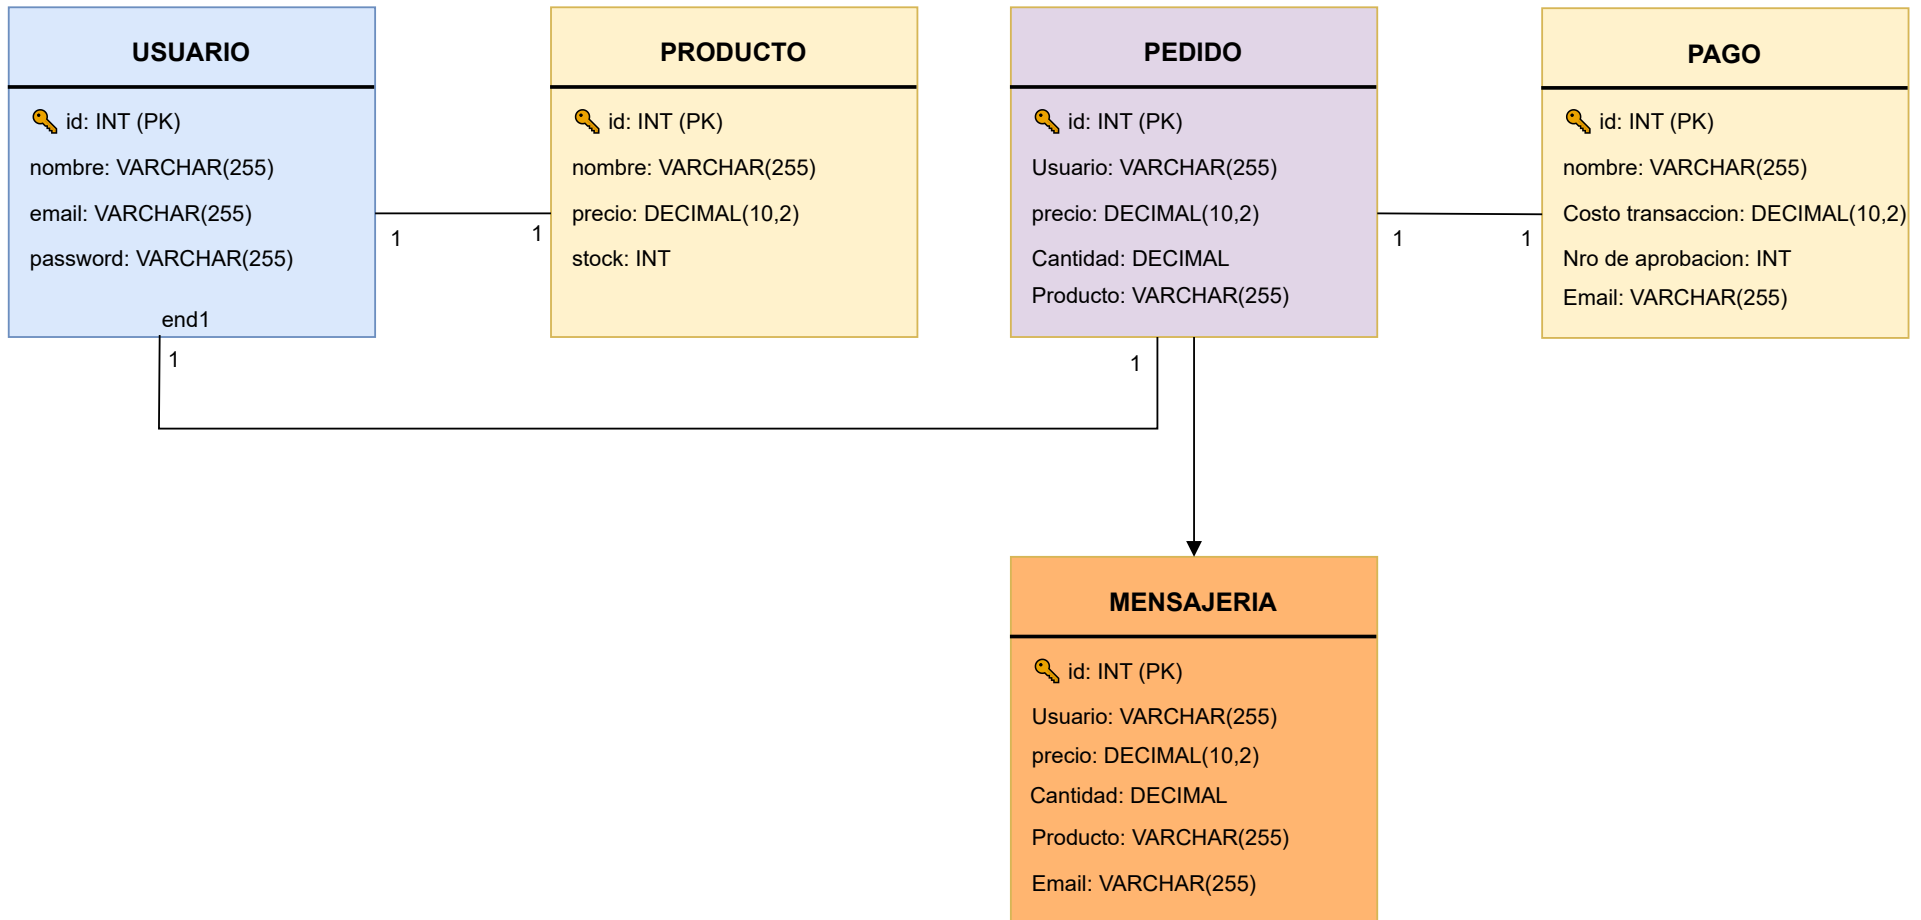 USUARIO
id: INT (PK)
nombre: VARCHAR(255)
email: VARCHAR(255)
password: VARCHAR(255)
end1
1
1
PRODUCTO
id: INT (PK)
nombre: VARCHAR(255)
precio: DECIMAL(10,2)
stock: INT
1
PEDIDO
id: INT (PK)
Usuario: VARCHAR(255)
precio: DECIMAL(10,2)
Cantidad: DECIMAL
Producto: VARCHAR(255)
1
1
PAGO
id: INT (PK)
nombre: VARCHAR(255)
Costo transaccion: DECIMAL(10,2)
Nro de aprobacion: INT
Email: VARCHAR(255)
1
MENSAJERIA
id: INT (PK)
Usuario: VARCHAR(255)
precio: DECIMAL(10,2)
Cantidad: DECIMAL
Producto: VARCHAR(255)
Email: VARCHAR(255)